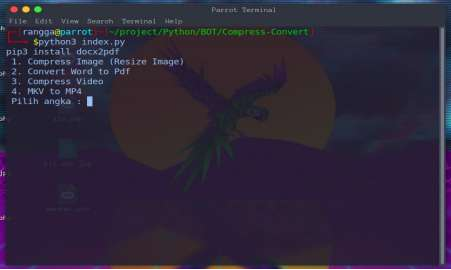 Parrot Terminal
File Edit View Search Terminal Help
[rangga@parrot]-[~/project/Python/BOT/Compress-Convert]
$python3 index.py
pip3 install docx2pdf
1. Compress Image (Resize Image)
2. Convert Word to Pdf
3. Compress Video
4. MKV to MP4
Pilih angka :